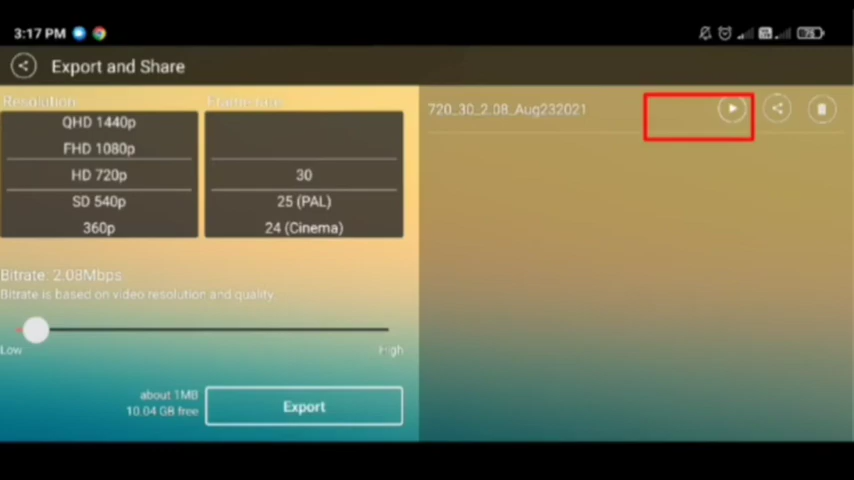 3:17 PM
Export and Share
Resolution
Frame rate
QHD 1440p
FHD 1080p
HD 720p
SD 540p
360p
30
25 (PAL)
24 (Cinema)
Bitrate: 2.08Mbps
Bitrate is based on video resolution and quality.
Low
High
about 1MB
10.04 GB free
Export
720_30_2.08_Aug232021